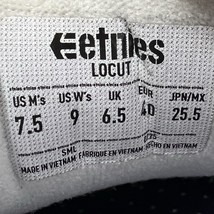 etnies
LOCUT
US M's US W's UK EUR JPN/MX
7.5 9 6.5 40 25.5
SML
MADE IN VIETNAM FABRIQUE EN VIETNAM HECHO EN VIETNAM